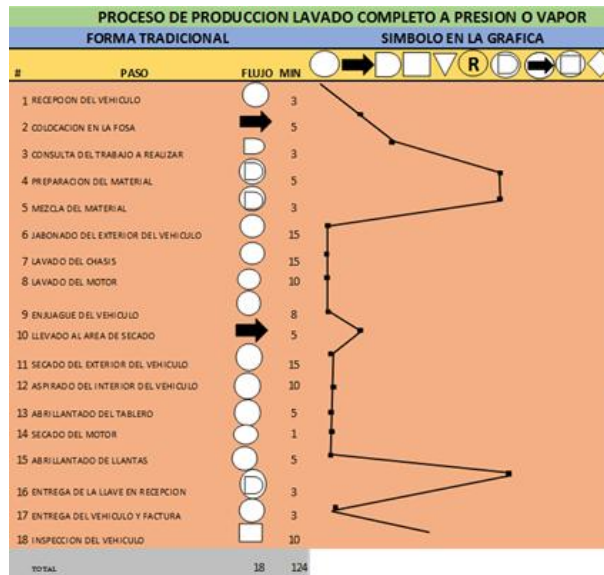 PROCESO DE PRODUCCION LAVADO COMPLETO A PRESION O VAPOR
FORMA TRADICIONAL SIMBOLO EN LA GRAFICA
# PASO FLUJO MIN R
1 RECEPCION DEL VEHICULO 3
2 COLOCACION EN LA FOSA 5
3 CONSULTA DEL TRABAJO A REALIZAR 3
4 PREPARACION DEL MATERIAL 5
5 MEZCLA DEL MATERIAL 3
6 JABONADO DEL EXTERIOR DEL VEHICULO 15
7 LAVADO DEL CHASIS 15
8 LAVADO DEL MOTOR 10
9 ENJUAGUE DEL VEHICULO 8
10 LLEVADO AL AREA DE SECADO 5
11 SECADO DEL EXTERIOR DEL VEHICULO 15
12 ASPIRADO DEL INTERIOR DEL VEHICULO 10
13 ABRILLANTADO DEL TABLERO 5
14 SECADO DEL MOTOR 1
15 ABRILLANTADO DE LLANTAS 5
16 ENTREGA DE LA LLAVE EN RECEPCION 3
17 ENTREGA DEL VEHICULO Y FACTURA 3
18 INSPECCION DEL VEHICULO 10
TOTAL 18 124